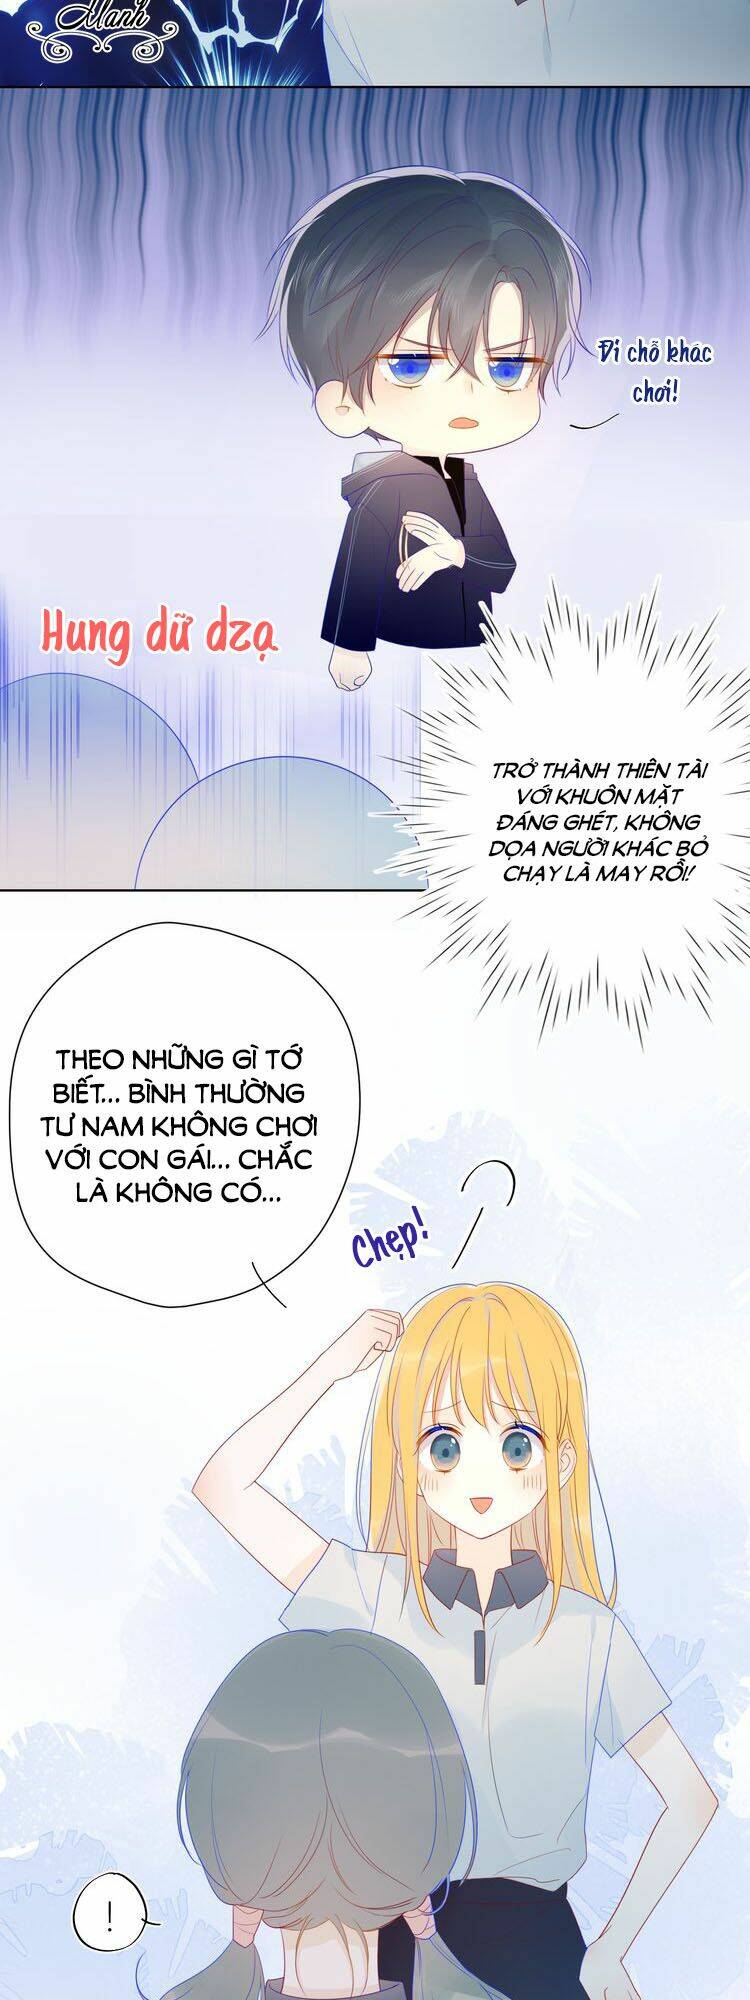 Manh
Đi chỗ khác
chơi!
Hung dữ dzạ
TRỞ THÀNH THIÊN TÀI
VỚI KHUÔN MẶT
ĐÁNG GHÉT, KHÔNG
DỌA NGƯỜI KHÁC BỎ
CHẠY LÀ MAY RỒI!
THEO NHỮNG GÌ TỚ
BIẾT... BÌNH THƯỜNG
TƯ NAM KHÔNG CHƠI
VỚI CON GÁI... CHẮC
LÀ KHÔNG CÓ...
Chẹp!
!